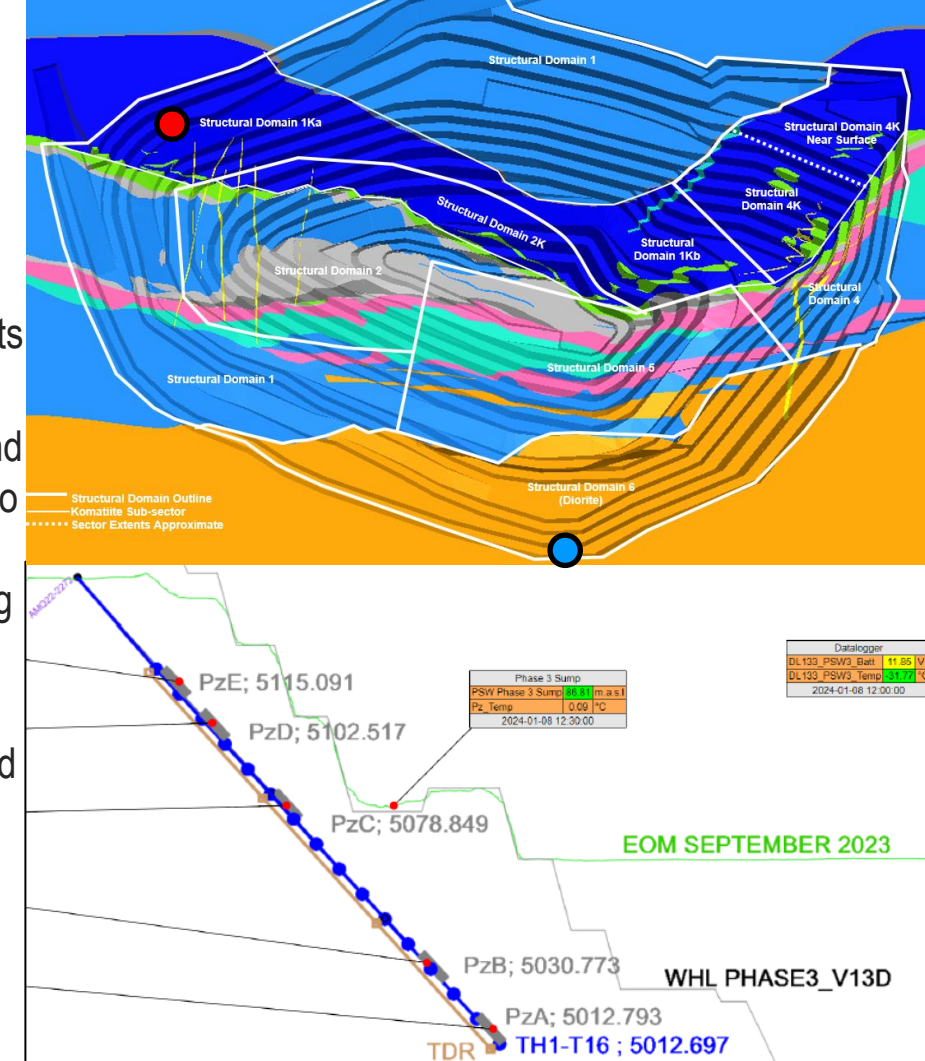 Structural Domain 1
Structural Domain 1Ka
Structural Domain 4K
Near Surface
Structural
Domain 4K
Structural Domain 2K
Structural
Domain 1Kb
Structural Domain 2
Structural
Domain 4
ts
Structural Domain 5
Structural Domain 1
nd
Structural Domain 6
(Diorite)
o
Structural Domain Outline
Komatiite Sub-sector
Sector Extents Approximate
g
PzE; 5115.091
Phase 3 Sump
PSW Phase 3 Sump 86.81 m.a.s.l
Pz_Temp 0.09 °C
2024-01-08 12:30:00
Datalogger
DL133_PSW3_Batt 11.85 V
DL133_PSW3_Temp -31.77 °C
2024-01-08 12:00:00
PzD; 5102.517
d
PzC; 5078.849
EOM SEPTEMBER 2023
PzB; 5030.773
WHL PHASE3_V13D
PzA; 5012.793
TH1-T16 ; 5012.697
TDR